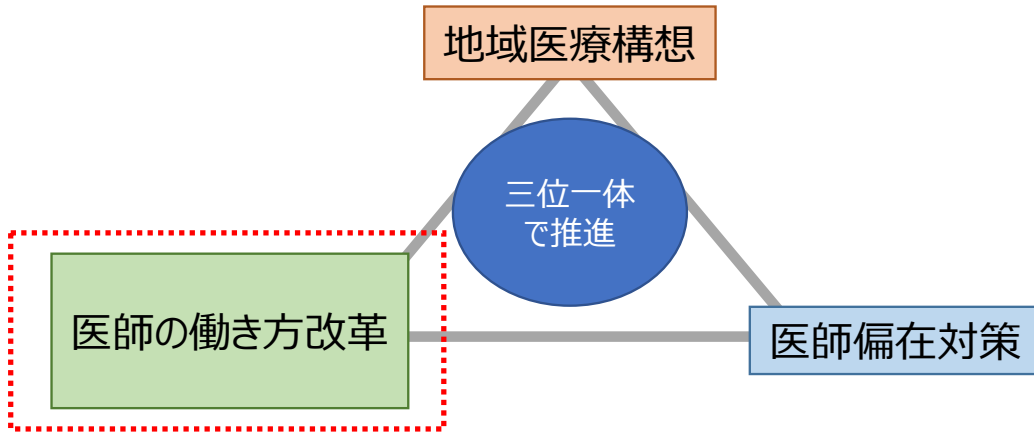 地域医療構想
三位一体
で推進
医師の働き方改革
医師偏在対策